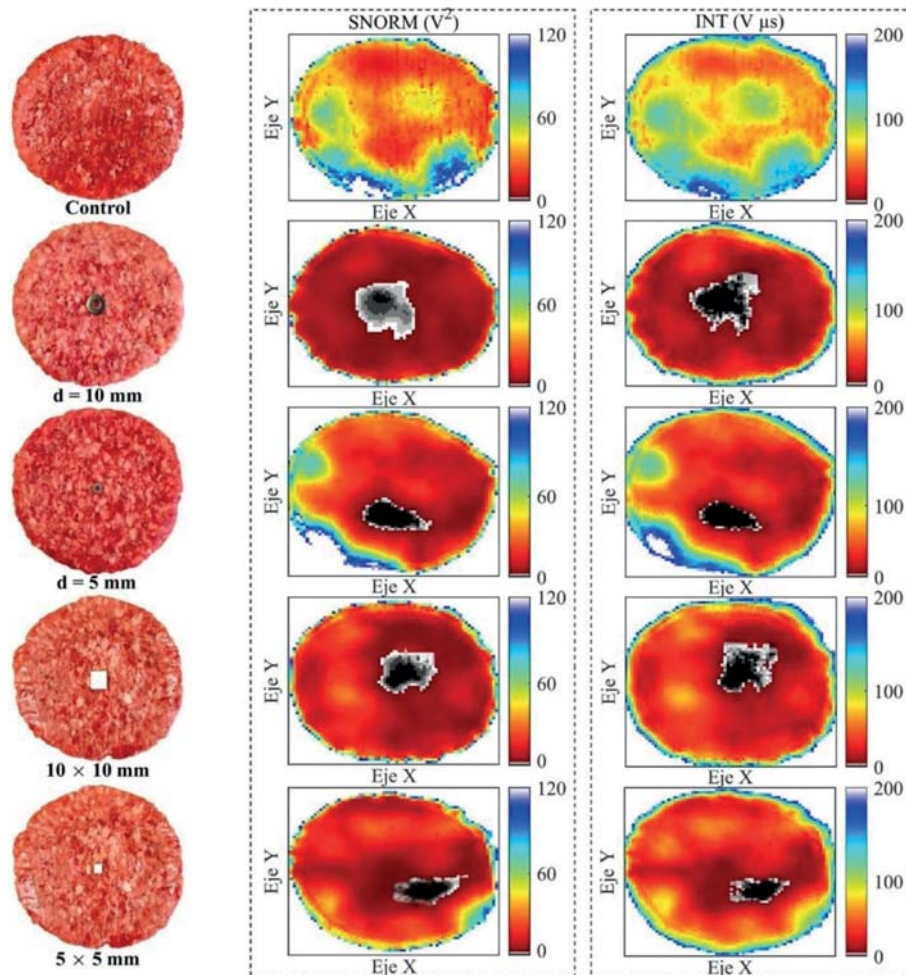 SNORM (V²)
INT (V µs)
Eje Y
120
60
0
Eje X
Eje Y
200
100
0
Eje X
Control
Eje Y
120
60
0
Eje X
Eje Y
200
100
0
Eje X
d = 10 mm
Eje Y
120
60
0
Eje X
Eje Y
200
100
0
Eje X
d = 5 mm
Eje Y
120
60
0
Eje X
Eje Y
200
100
0
Eje X
10 × 10 mm
Eje Y
120
60
0
Eje X
Eje Y
200
100
0
Eje X
5 × 5 mm